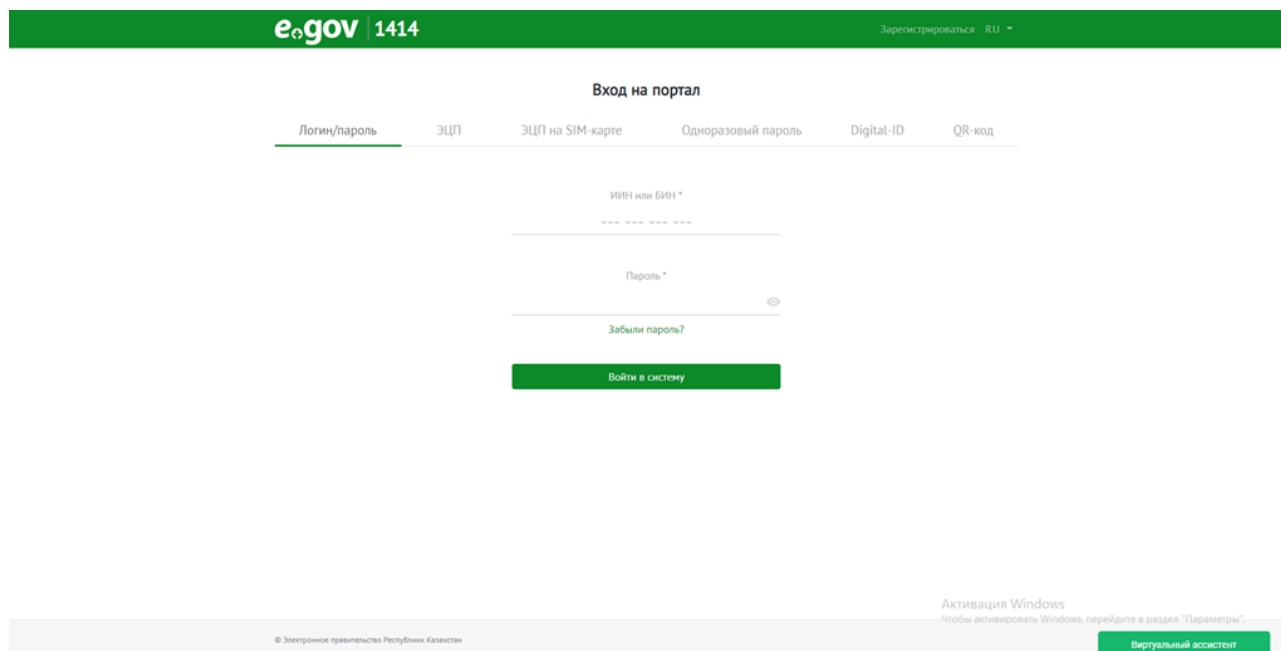 e.gov 1414
Зарегистрироваться RU
Вход на портал
Логин/пароль ЭЦП ЭЦП на SIM-карте Одноразовый пароль Digital-ID QR-код
ИИН или БИН *
--- --- --- ---
Пароль *
Забыли пароль?
Войти в систему
Активация Windows
Чтобы активировать Windows, перейдите в раздел "Параметры".
© Электронное правительство Республики Казахстан
Виртуальный ассистент